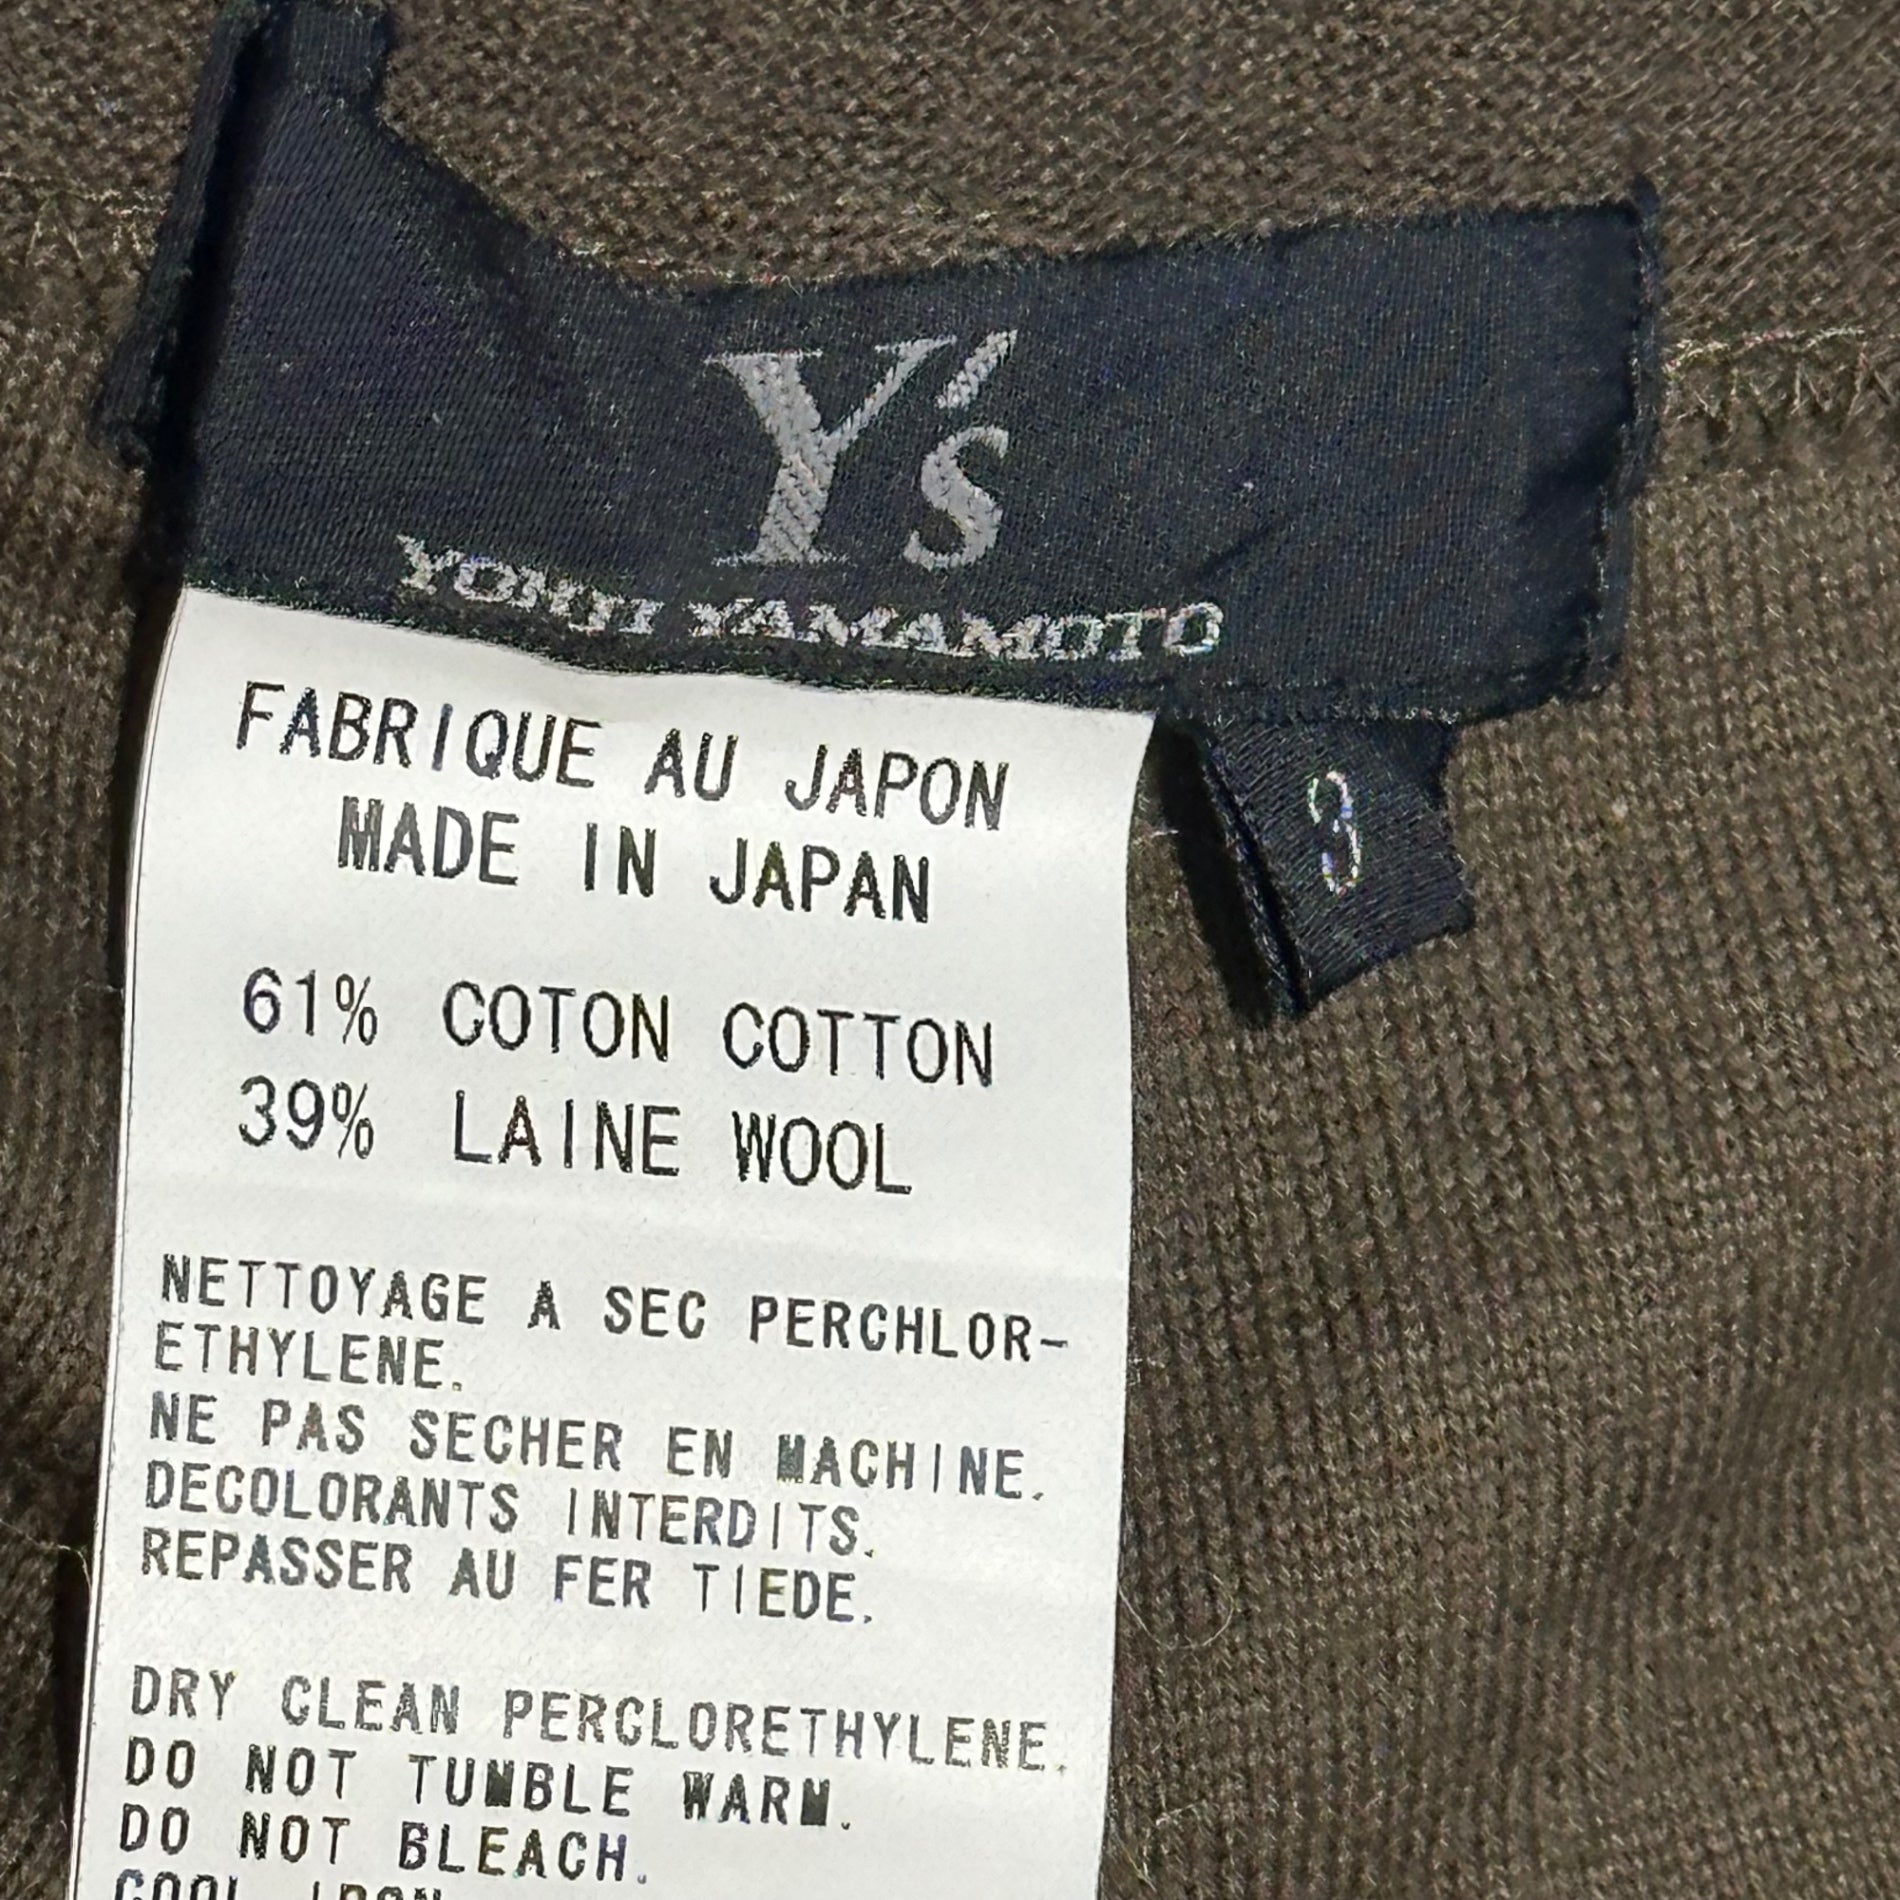 Y's
YOHJI YAMAMOTO
3
FABRIQUE AU JAPON
MADE IN JAPAN
61% COTON COTTON
39% LAINE WOOL
NETTOYAGE A SEC PERCHLOR-
ETHYLENE.
NE PAS SECHER EN MACHINE.
DECOLORANTS INTERDITS.
REPASSER AU FER TIEDE.
DRY CLEAN PERCLORETHYLENE.
DO NOT TUMBLE WARM.
DO NOT BLEACH.
COOL IRON